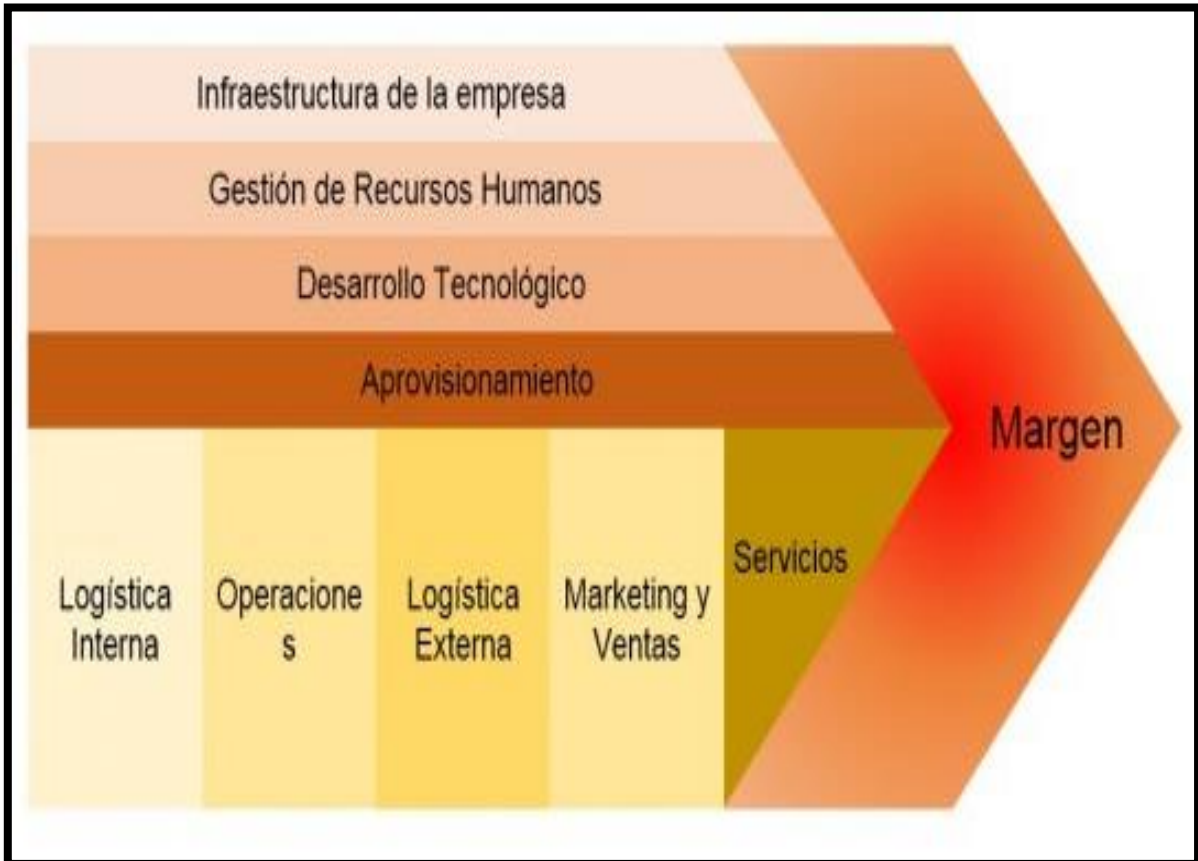 Infraestructura de la empresa
Gestión de Recursos Humanos
Desarrollo Tecnológico
Aprovisionamiento
Margen
Logística
Interna
Operacione
s
Logística
Externa
Marketing y
Ventas
Servicios